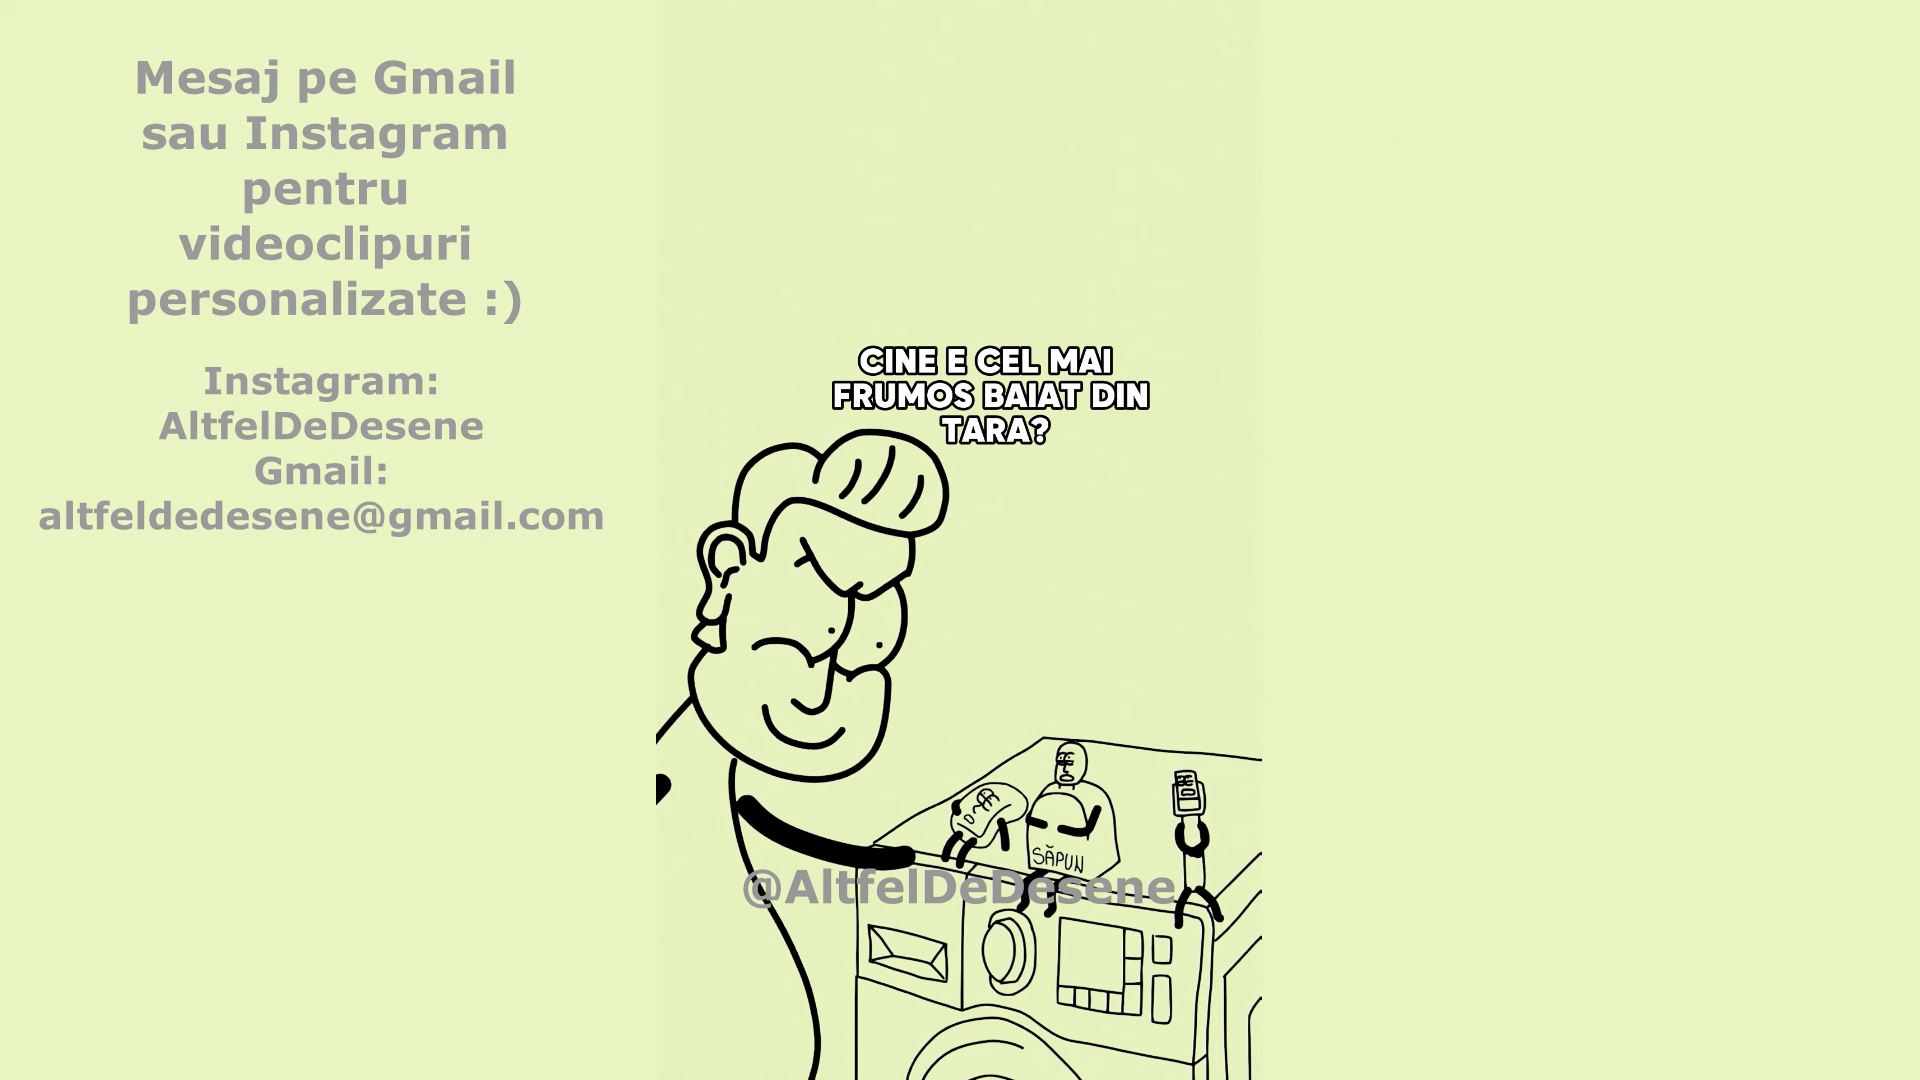 Mesaj pe Gmail
sau Instagram
pentru
videoclipuri
personalizate :)
Instagram:
AltfelDeDesene
Gmail:
altfeldedesene@gmail.com
CINE E CEL MAI
FRUMOS BAIAT DIN
TARA?
SĂPUN
@AltfelDeDesene